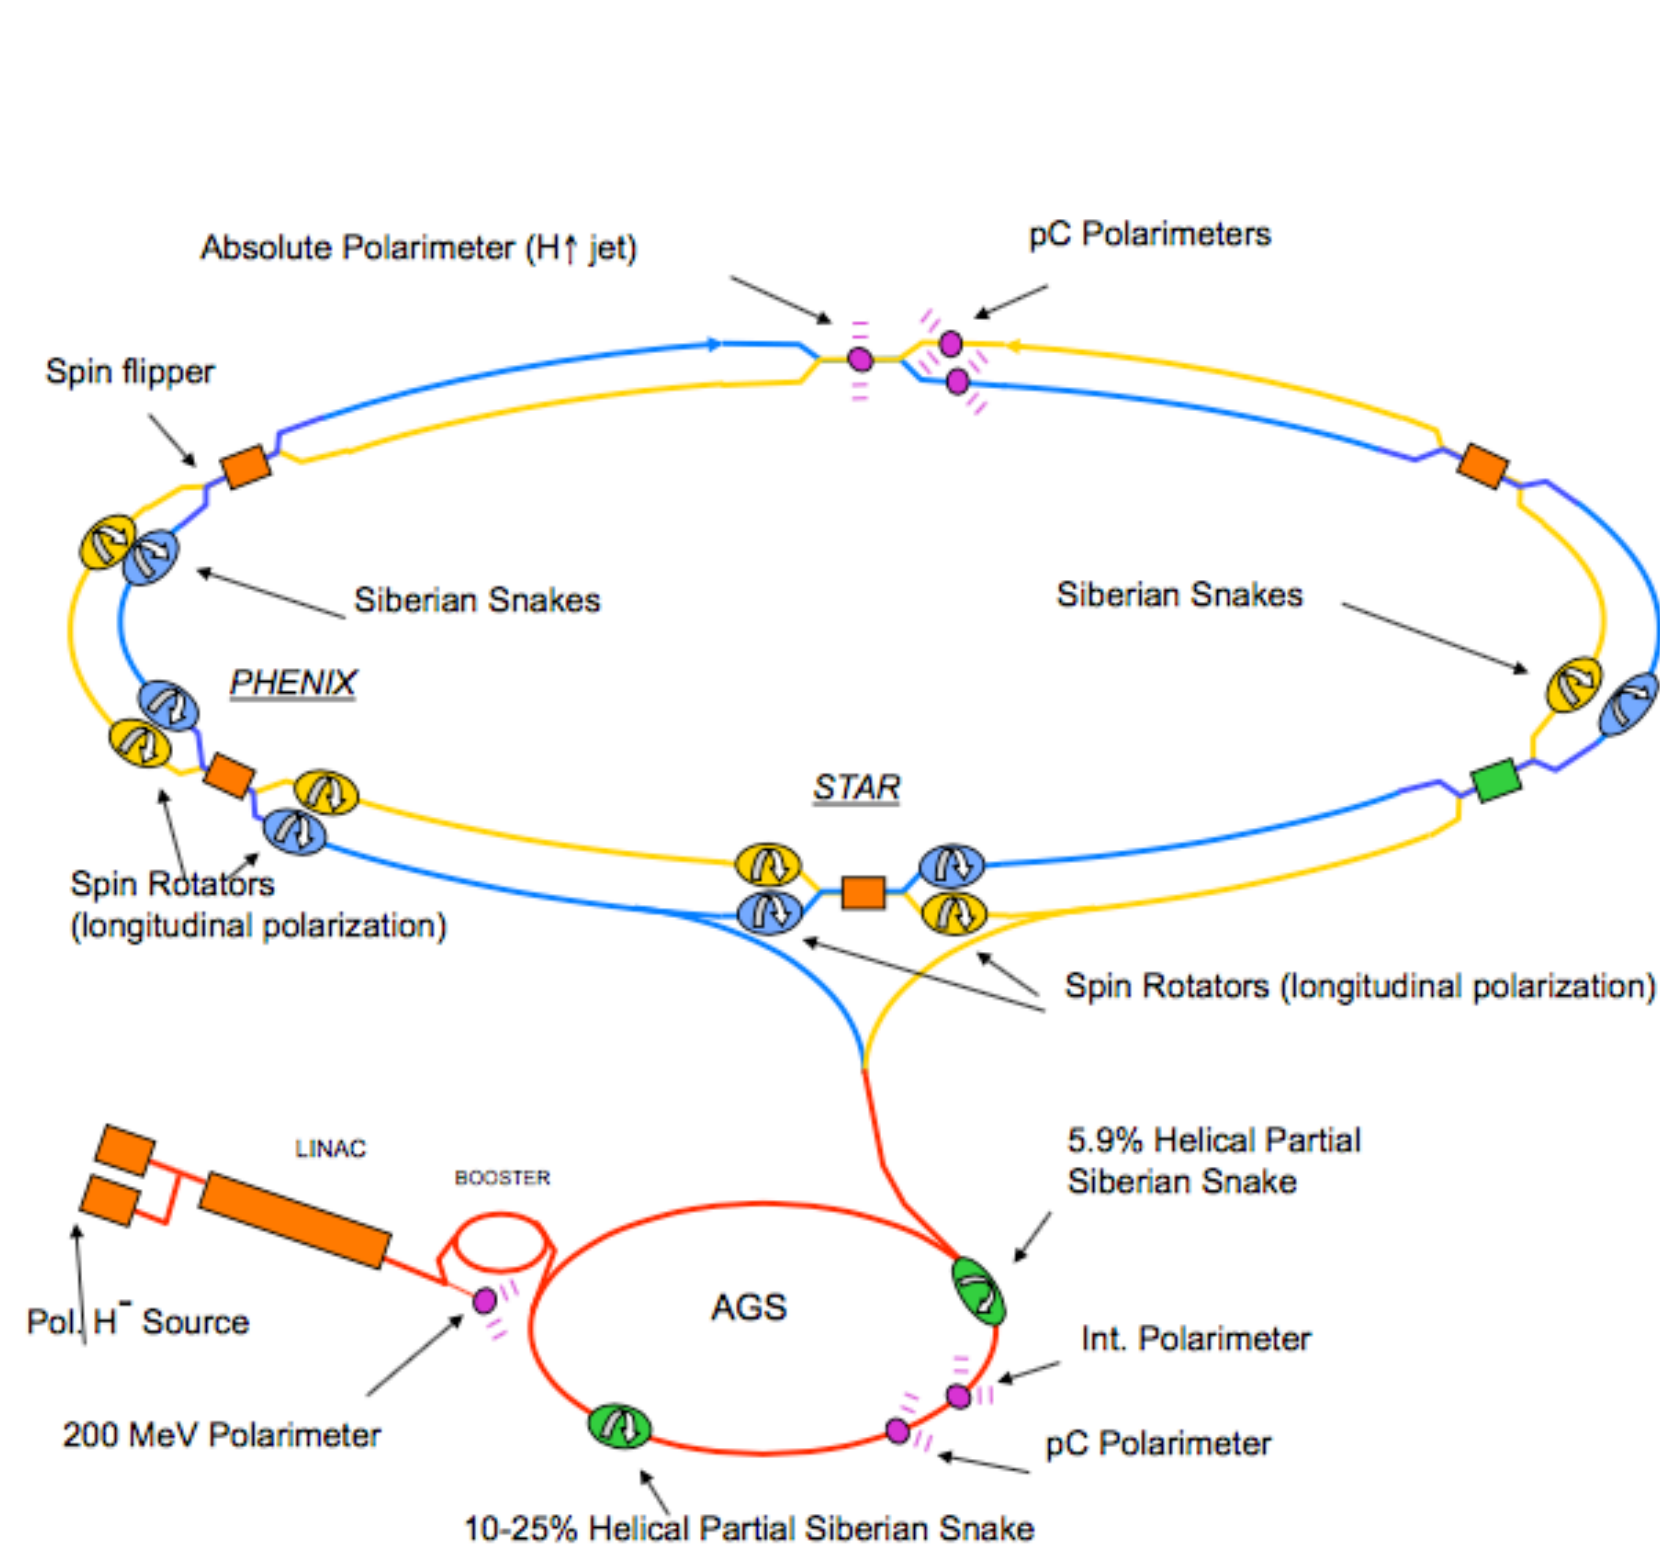 Absolute Polarimeter (H↑ jet)
pC Polarimeters
Spin flipper
Siberian Snakes
Siberian Snakes
PHENIX
STAR
Spin Rotators
(longitudinal polarization)
Spin Rotators (longitudinal polarization)
LINAC
BOOSTER
5.9% Helical Partial
Siberian Snake
AGS
Pol. H⁻ Source
Int. Polarimeter
200 MeV Polarimeter
pC Polarimeter
10-25% Helical Partial Siberian Snake